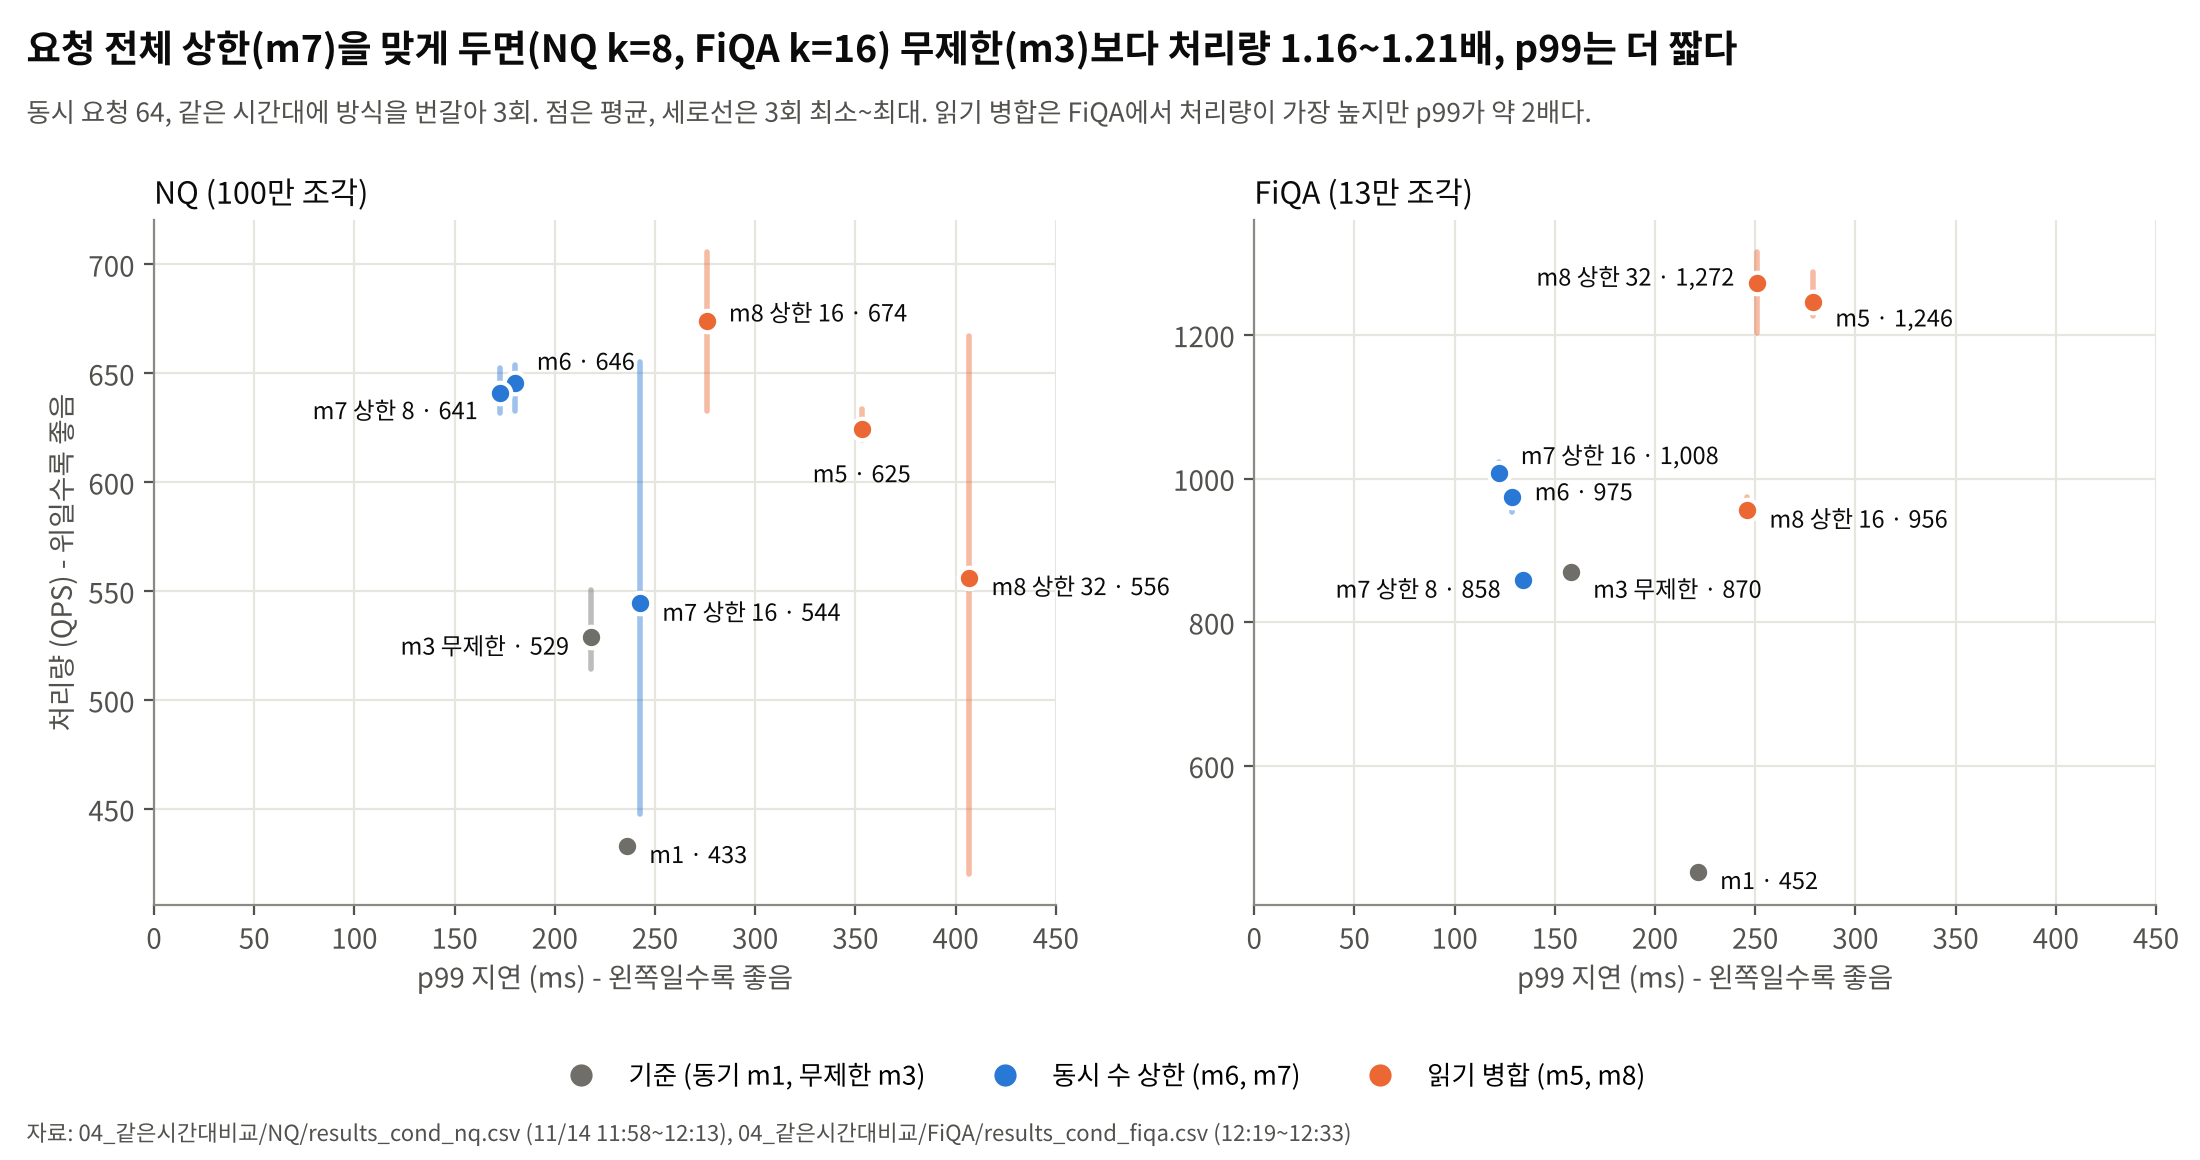 요청 전체 상한(m7)을 맞게 두면(NQ k=8, FiQA k=16) 무제한(m3)보다 처리량 1.16~1.21배, p99는 더 짧다
동시 요청 64, 같은 시간대에 방식을 번갈아 3회. 점은 평균, 세로선은 3회 최소~최대. 읽기 병합은 FiQA에서 처리량이 가장 높지만 p99가 약 2배다.
NQ (100만 조각)
처리량 (QPS) - 위일수록 좋음
700
650
600
550
500
450
m8 상한 16 · 674
m6 · 646
m7 상한 8 · 641
m5 · 625
m8 상한 32 · 556
m7 상한 16 · 544
m3 무제한 · 529
m1 · 433
0 50 100 150 200 250 300 350 400 450
p99 지연 (ms) - 왼쪽일수록 좋음
FiQA (13만 조각)
1200
1000
800
600
m8 상한 32 · 1,272
m5 · 1,246
m7 상한 16 · 1,008
m6 · 975
m8 상한 16 · 956
m7 상한 8 · 858
m3 무제한 · 870
m1 · 452
0 50 100 150 200 250 300 350 400 450
p99 지연 (ms) - 왼쪽일수록 좋음
기준 (동기 m1, 무제한 m3)
동시 수 상한 (m6, m7)
읽기 병합 (m5, m8)
자료: 04_같은시간대비교/NQ/results_cond_nq.csv (11/14 11:58~12:13), 04_같은시간대비교/FiQA/results_cond_fiqa.csv (12:19~12:33)